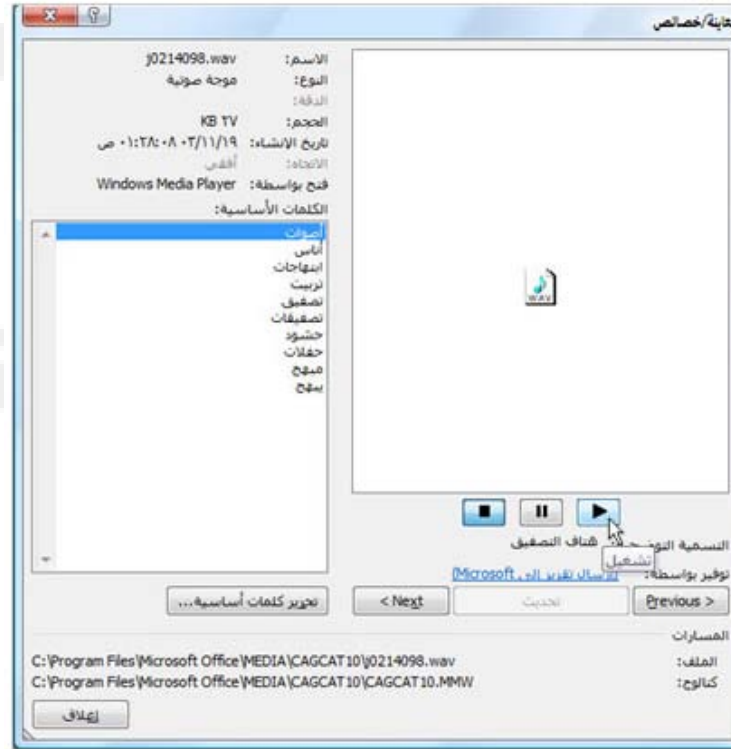 معاينة/خصائص
الاسم: j0214098.wav
النوع: موجة صوتية
الدقة:
الحجم: ٢٧ KB
تاريخ الإنشاء: ٠٣/١١/١٩ ٠١:٢٨:٠٨ ص
الاتجاه: أفقي
فتح بواسطة: Windows Media Player
الكلمات الأساسية:
أصوات
أناس
ابتهاجات
تربيت
تصفيق
تصفيقات
حشود
حفلات
مبهج
يبهج
WAV
التسمية التوضيحية: هتاف التصفيق
تشغيل
توفير بواسطة: (إرسال تقرير إلى Microsoft)
Previous >
تحديث
< Next
تحرير كلمات أساسية...
المسارات
الملف: C:\Program Files\Microsoft Office\MEDIA\CAGCAT10\j0214098.wav
كتالوج: C:\Program Files\Microsoft Office\MEDIA\CAGCAT10\CAGCAT10.MMW
إغلاق